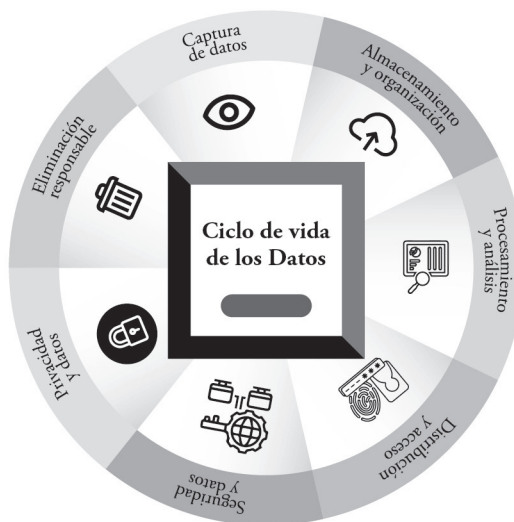 Captura
de datos
Almacenamiento
y organización
Procesamiento
y análisis
Distribución
y acceso
Seguridad
y datos
Privacidad
y datos
Eliminación
responsable
Ciclo de vida
de los Datos